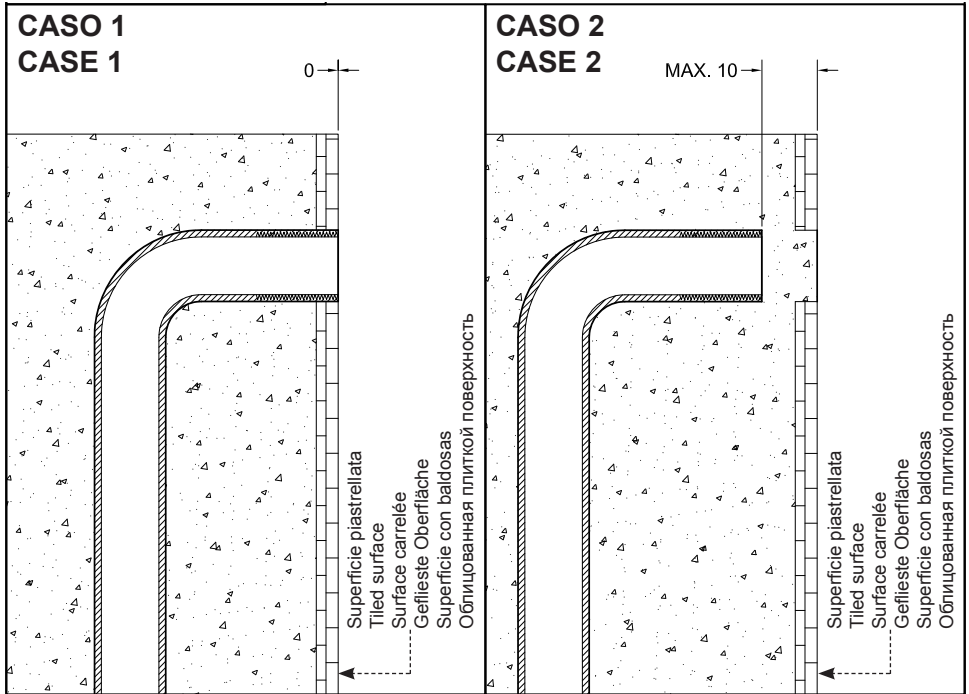 CASO 1
CASE 1
0
Superficie piastrellata
Tiled surface
Surface carrelée
Geflieste Oberfläche
Superficie con baldosas
Облицованная плиткой поверхность
CASO 2
CASE 2
MAX. 10
Superficie piastrellata
Tiled surface
Surface carrelée
Geflieste Oberfläche
Superficie con baldosas
Облицованная плиткой поверхность